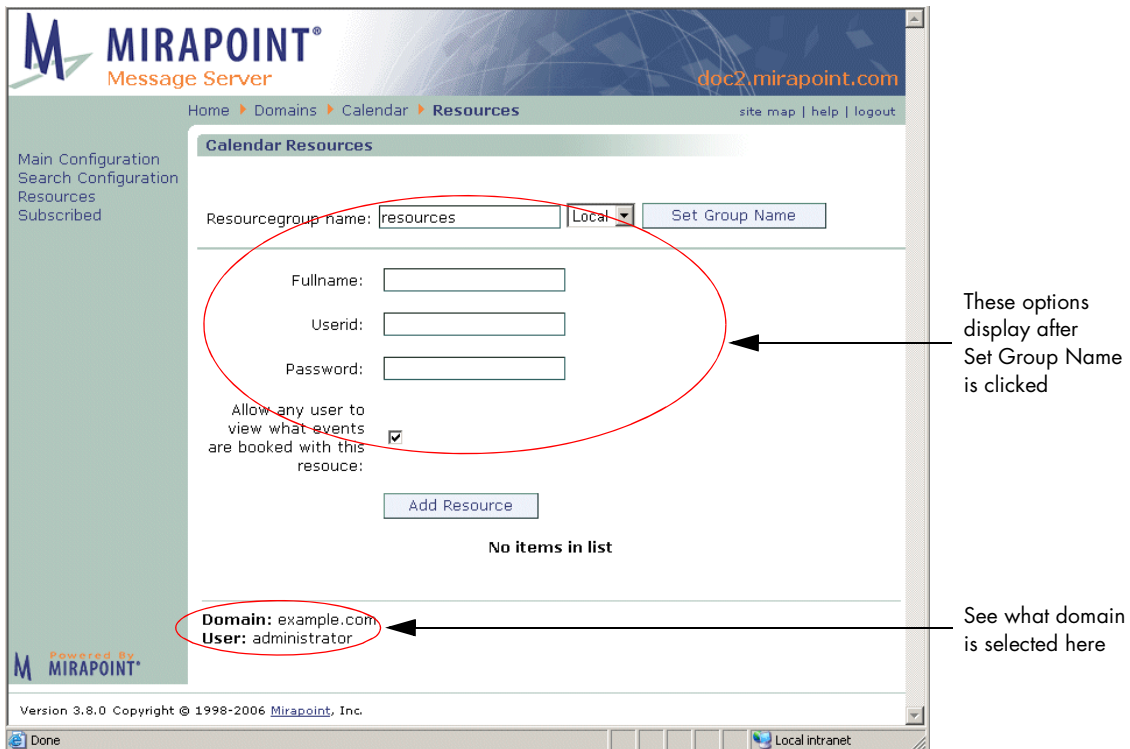 MIRAPOINT®
Message Server
doc2.mirapoint.com
Home Domains Calendar Resources
site map | help | logout
Main Configuration
Search Configuration
Resources
Subscribed
Calendar Resources
Resourcegroup name: resources Local Set Group Name
Fullname:
Userid:
Password:
Allow any user to
view what events
are booked with this
resouce:
Add Resource
No items in list
These options
display after
Set Group Name
is clicked
Domain: example.com
User: administrator
See what domain
is selected here
Powered By
MIRAPOINT®
Version 3.8.0 Copyright © 1998-2006 Mirapoint, Inc.
Done
Local intranet